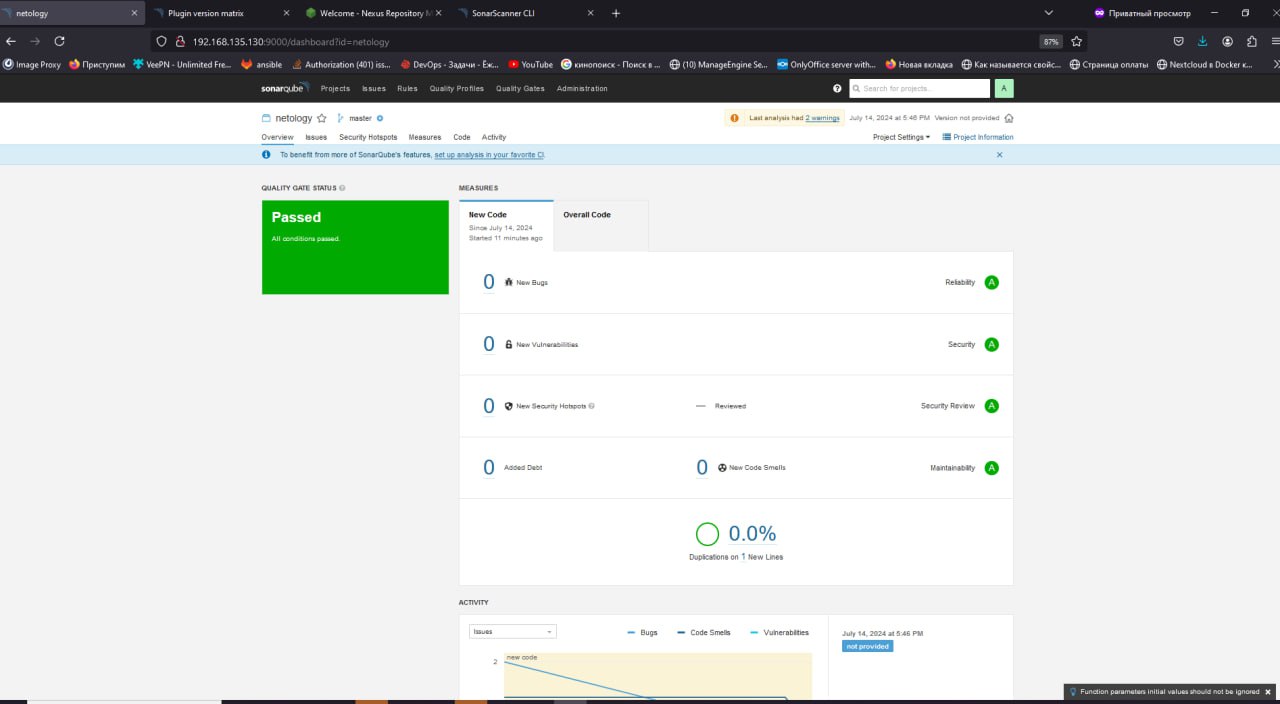 netology
Plugin version matrix
Welcome - Nexus Repository M
SonarScanner CLI
Приватный просмотр
192.168.135.130:9000/dashboard?id=netology
87%
Image Proxy
Приступим
VeePN - Unlimited Fre...
ansible
Authorization (401) iss...
DevOps - Задачи - Ёж...
YouTube
кинопоиск - Поиск в ...
(10) ManageEngine Se...
OnlyOffice server with...
Новая вкладка
Как называется свойс...
Страница оплаты
Nextcloud в Docker к...
sonarqube
Projects
Issues
Rules
Quality Profiles
Quality Gates
Administration
Search for projects...
A
netology
master
Last analysis had 2 warnings
July 14, 2024 at 5:46 PM
Version not provided
Overview
Issues
Security Hotspots
Measures
Code
Activity
Project Settings
Project Information
To benefit from more of SonarQube's features, set up analysis in your favorite CI.
QUALITY GATE STATUS
MEASURES
Passed
All conditions passed.
New Code
Since July 14, 2024
Started 11 minutes ago
Overall Code
0 New Bugs
Reliability A
0 New Vulnerabilities
Security A
0 New Security Hotspots
— Reviewed
Security Review A
0 Added Debt
0 New Code Smells
Maintainability A
0.0%
Duplications on 1 New Lines
ACTIVITY
Issues
Bugs
Code Smells
Vulnerabilities
July 14, 2024 at 5:46 PM
not provided
new code
2
Function parameters initial values should not be ignored